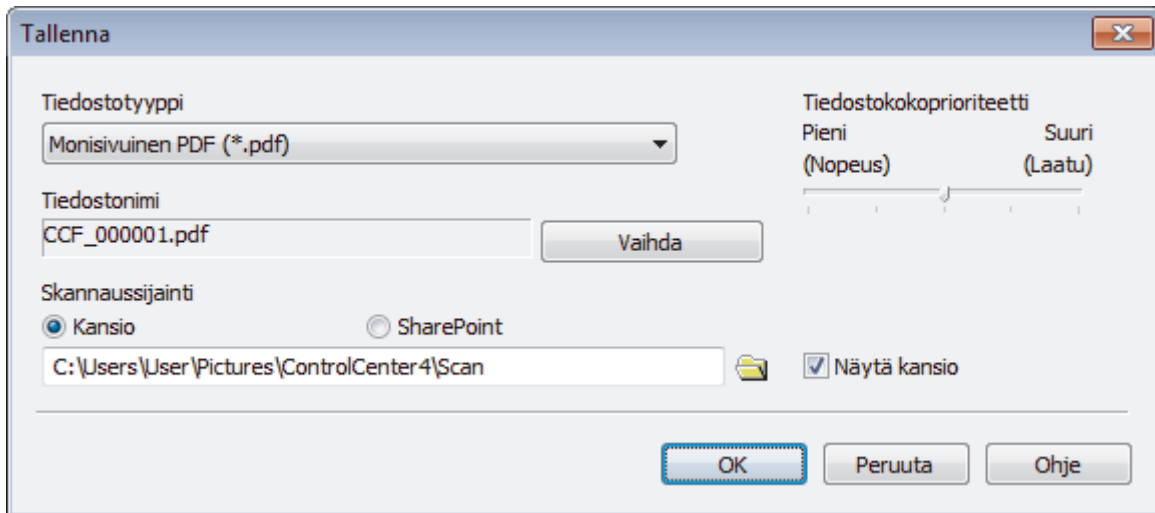 Tallenna
Tiedostotyyppi
Monisivuinen PDF (*.pdf)
Tiedostokokoprioriteetti
Pieni Suuri
(Nopeus) (Laatu)
Tiedostonimi
CCF_000001.pdf
Vaihda
Skannaussijainti
Kansio SharePoint
C:\Users\User\Pictures\ControlCenter4\Scan
Näytä kansio
OK Peruuta Ohje